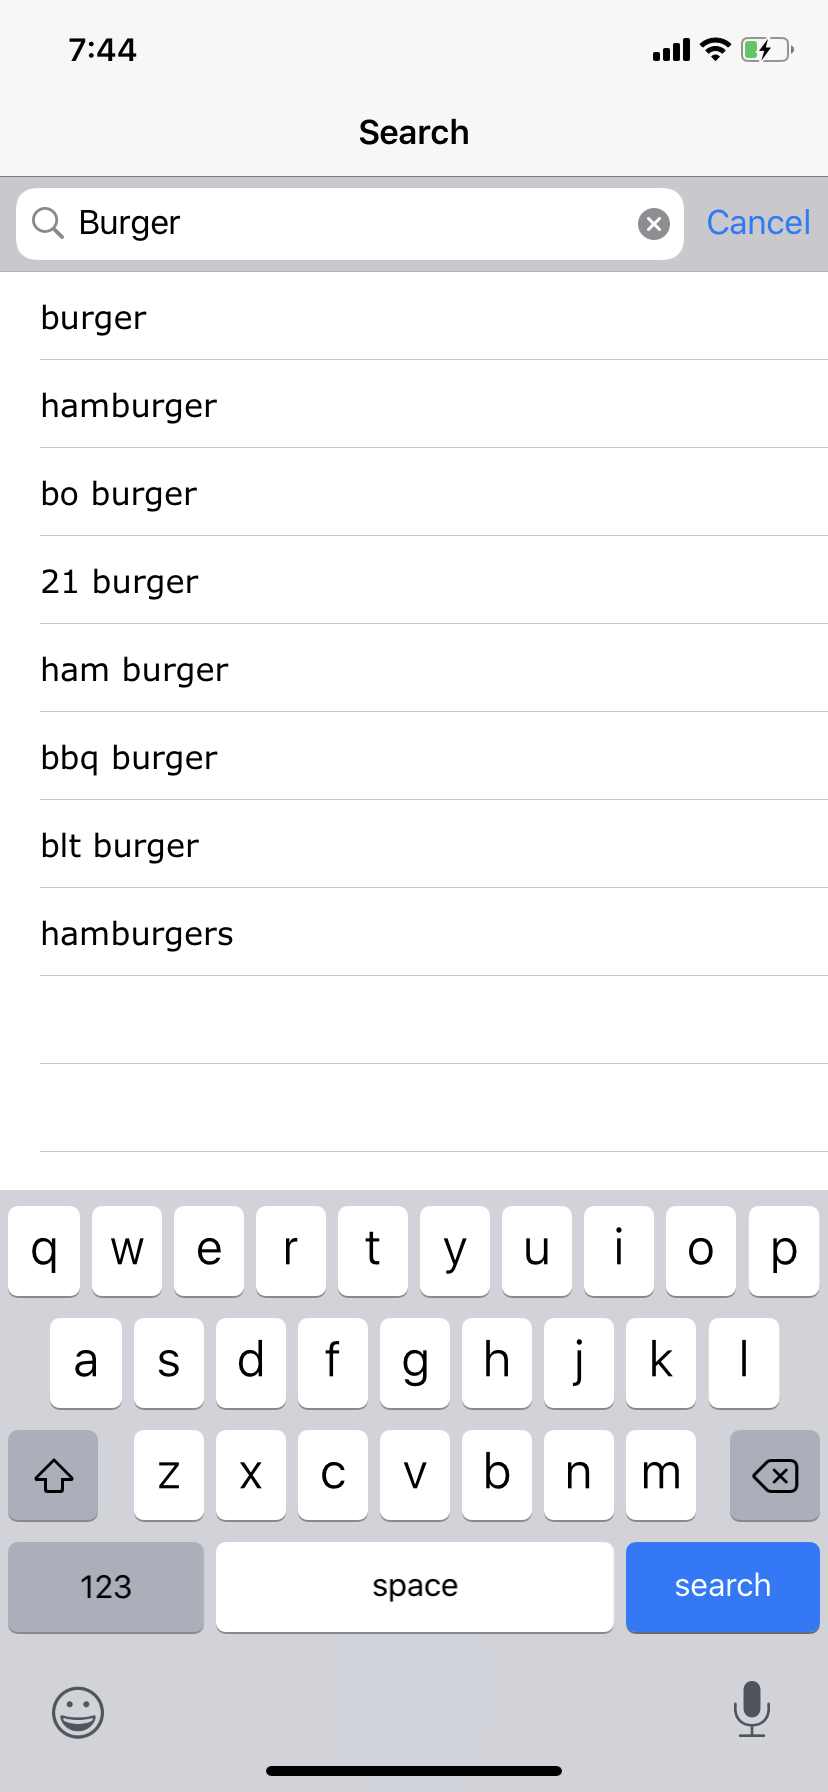 7:44
Search
Burger
Cancel
burger
hamburger
bo burger
21 burger
ham burger
bbq burger
blt burger
hamburgers
q w e r t y u i o p
a s d f g h j k l
z x c v b n m
123 space search